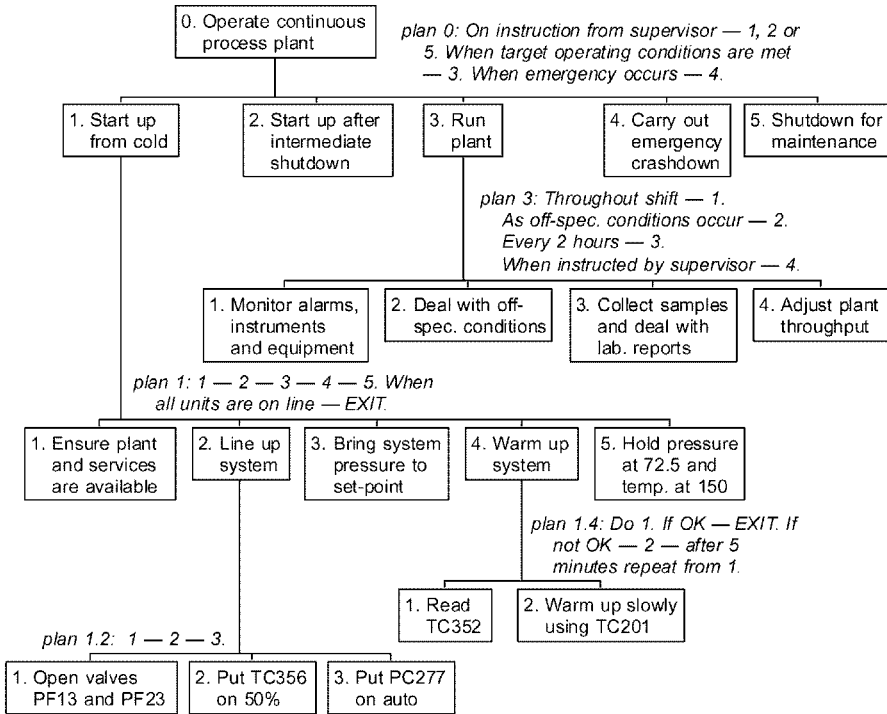 0. Operate continuous
process plant
plan 0: On instruction from supervisor — 1, 2 or
5. When target operating conditions are met
— 3. When emergency occurs — 4.
1. Start up
from cold
2. Start up after
intermediate
shutdown
3. Run
plant
4. Carry out
emergency
crashdown
5. Shutdown for
maintenance
plan 3: Throughout shift — 1.
As off-spec. conditions occur — 2.
Every 2 hours — 3.
When instructed by supervisor — 4.
1. Monitor alarms,
instruments
and equipment
2. Deal with off-
spec. conditions
3. Collect samples
and deal with
lab. reports
4. Adjust plant
throughput
plan 1: 1 — 2 — 3 — 4 — 5. When
all units are on line — EXIT.
1. Ensure plant
and services
are available
2. Line up
system
3. Bring system
pressure to
set-point
4. Warm up
system
5. Hold pressure
at 72.5 and
temp. at 150
plan 1.4: Do 1. If OK — EXIT. If
not OK — 2 — after 5
minutes repeat from 1.
1. Read
TC352
2. Warm up slowly
using TC201
plan 1.2: 1 — 2 — 3.
1. Open valves
PF13 and PF23
2. Put TC356
on 50%
3. Put PC277
on auto